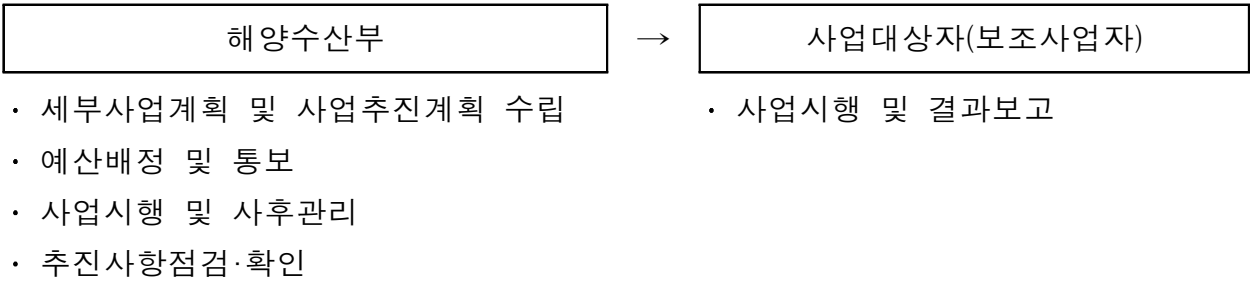 해양수산부 → 사업대상자(보조사업자)
· 세부사업계획 및 사업추진계획 수립
· 예산배정 및 통보
· 사업시행 및 사후관리
· 추진사항점검·확인
· 사업시행 및 결과보고